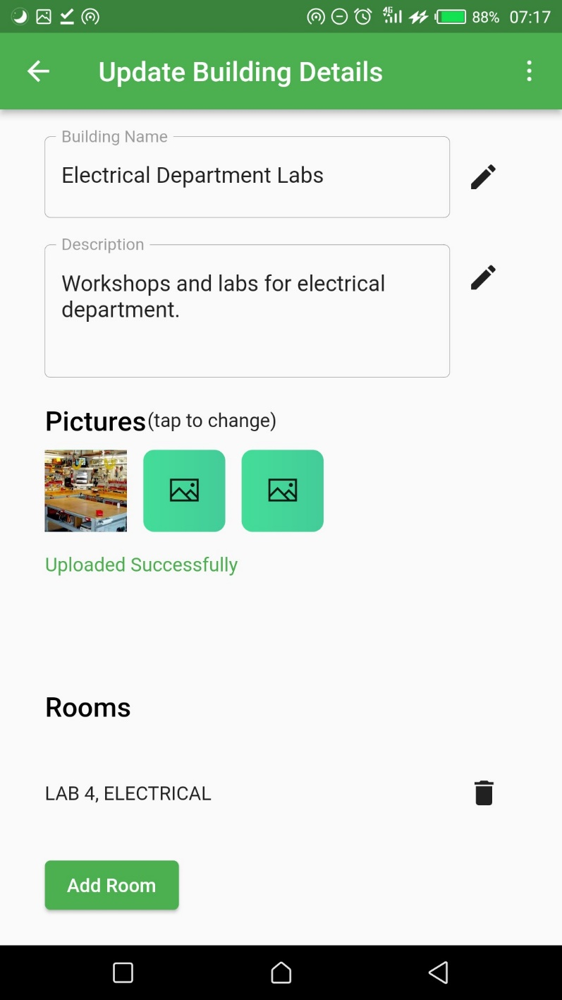 4G 88% 07:17
Update Building Details
Building Name
Electrical Department Labs
Description
Workshops and labs for electrical
department.
Pictures(tap to change)
Uploaded Successfully
Rooms
LAB 4, ELECTRICAL
Add Room